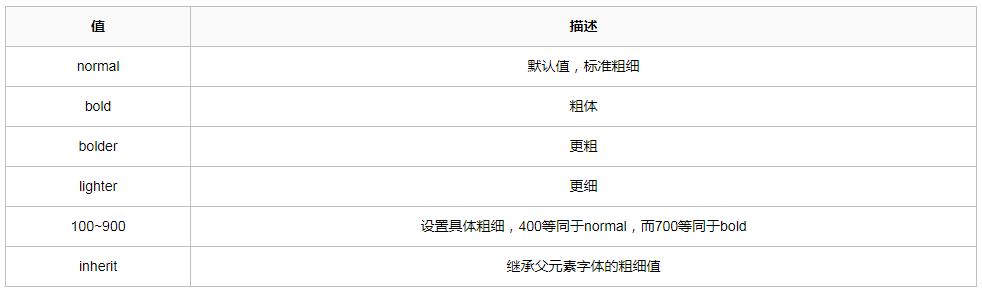 值 描述
normal 默认值，标准粗细
bold 粗体
bolder 更粗
lighter 更细
100~900 设置具体粗细，400等同于normal，而700等同于bold
inherit 继承父元素字体的粗细值